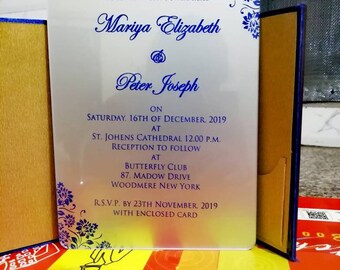 Mariya Elizabeth
&
Peter Joseph
ON
SATURDAY. 16TH OF DECEMBER, 2019
AT
ST. JOHENS CATHEDRAL 12.00 P.M.
RECEPTION TO FOLLOW
AT
BUTTERFLY CLUB
87. MADOW DRIVE
WOODMERE NEW YORK
R.S.V.P BY 23TH NOVEMBER 2019
WITH ENCLOSED CARD